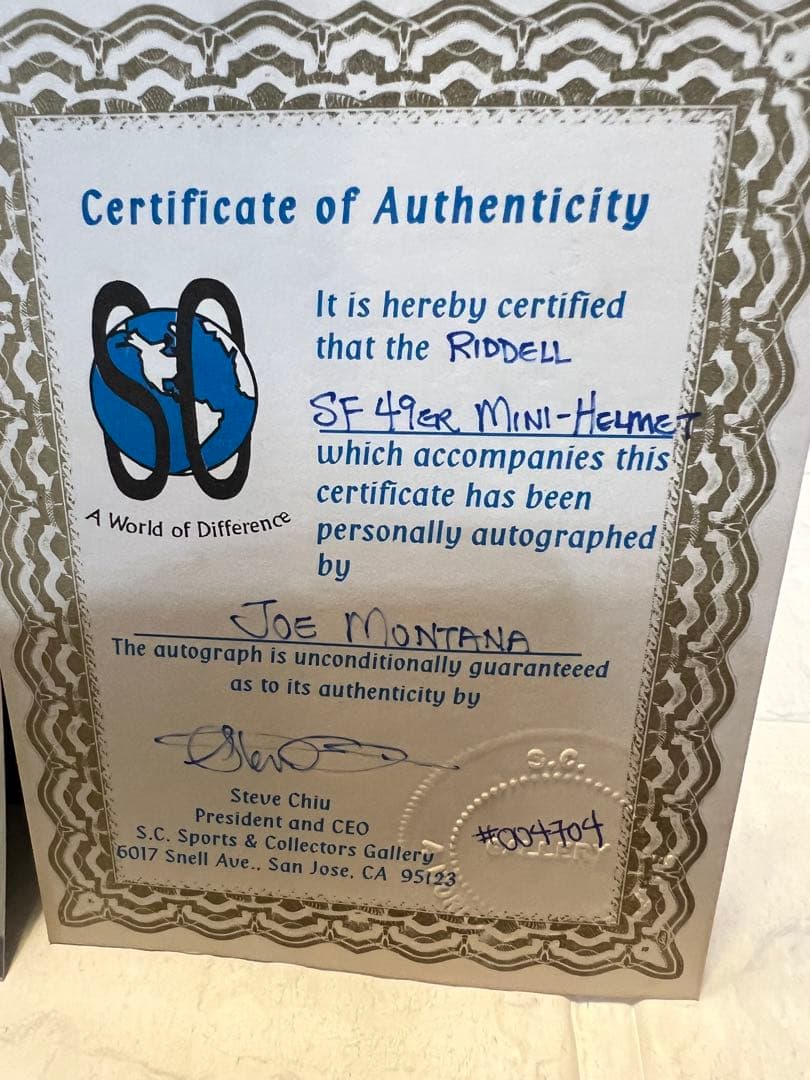 Certificate of Authenticity
It is hereby certified
that the RIDDELL
SF 49ER MINI-HELMET
which accompanies this
certificate has been
personally autographed
by
SC
A World of Difference
JOE MONTANA
The autograph is unconditionally guaranteeed
as to its authenticity by
Steve Chiu
President and CEO
S.C. Sports & Collectors Gallery
6017 Snell Ave., San Jose, CA 95123
S.C.
#004704
GALLERY